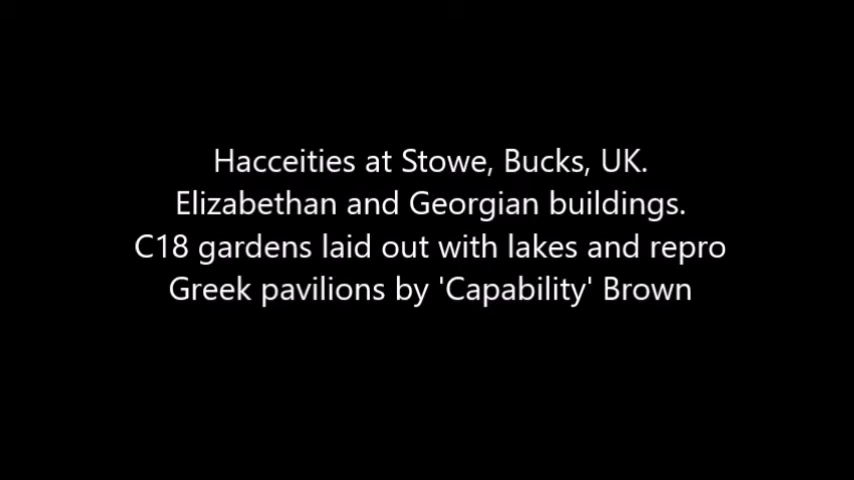 Hacceities at Stowe, Bucks, UK.
Elizabethan and Georgian buildings.
C18 gardens laid out with lakes and repro
Greek pavilions by 'Capability' Brown